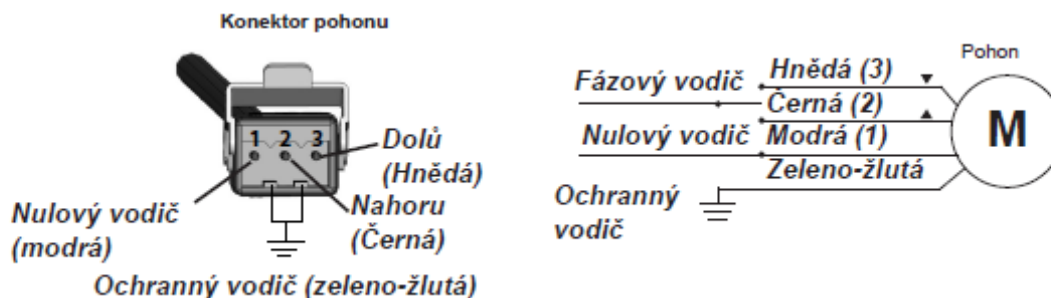 Konektor pohonu
1 2 3
Dolů
(Hnědá)
Nahoru
(Černá)
Nulový vodič
(modrá)
Ochranný vodič (zeleno-žlutá)
Pohon
Fázový vodič
Hnědá (3)
Černá (2)
Nulový vodič
Modrá (1)
Zeleno-žlutá
Ochranný
vodič
M